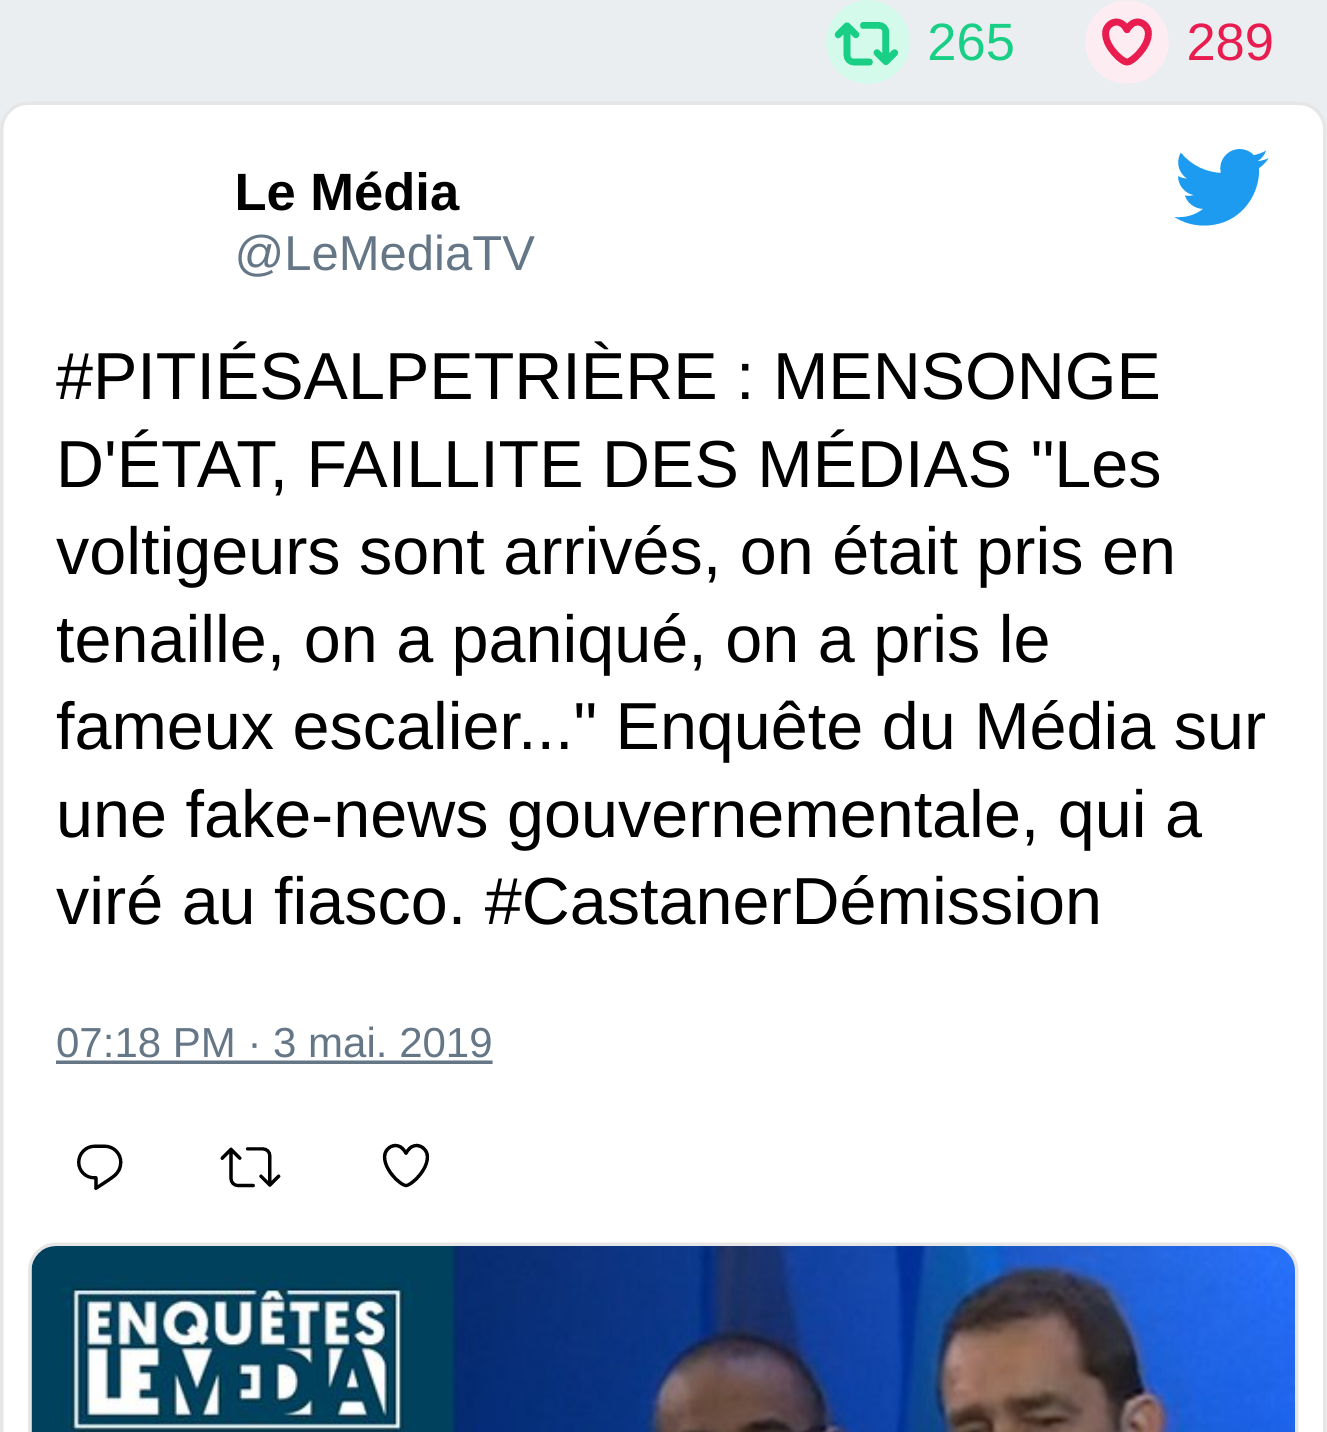 265 289
Le Média
@LeMediaTV
#PITIÉSALPETRIÈRE : MENSONGE
D'ÉTAT, FAILLITE DES MÉDIAS "Les
voltigeurs sont arrivés, on était pris en
tenaille, on a paniqué, on a pris le
fameux escalier..." Enquête du Média sur
une fake-news gouvernementale, qui a
viré au fiasco. #CastanerDémission
07:18 PM · 3 mai. 2019
ENQUÊTES
LE MEDIA